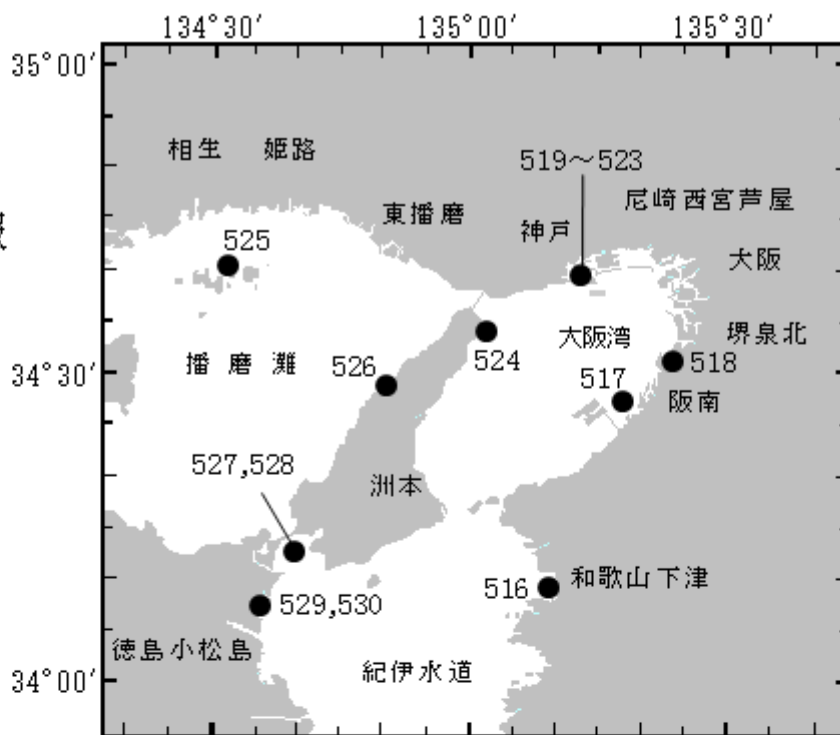 134°30′ 135°00′ 135°30′
35°00′
相生 姫路
519～523
尼崎西宮芦屋
東播磨
神戸
525
大阪
大阪湾
堺泉北
播磨灘
526
524
518
34°30′
517
阪南
527,528
洲本
516
和歌山下津
529,530
徳島小松島
紀伊水道
34°00′